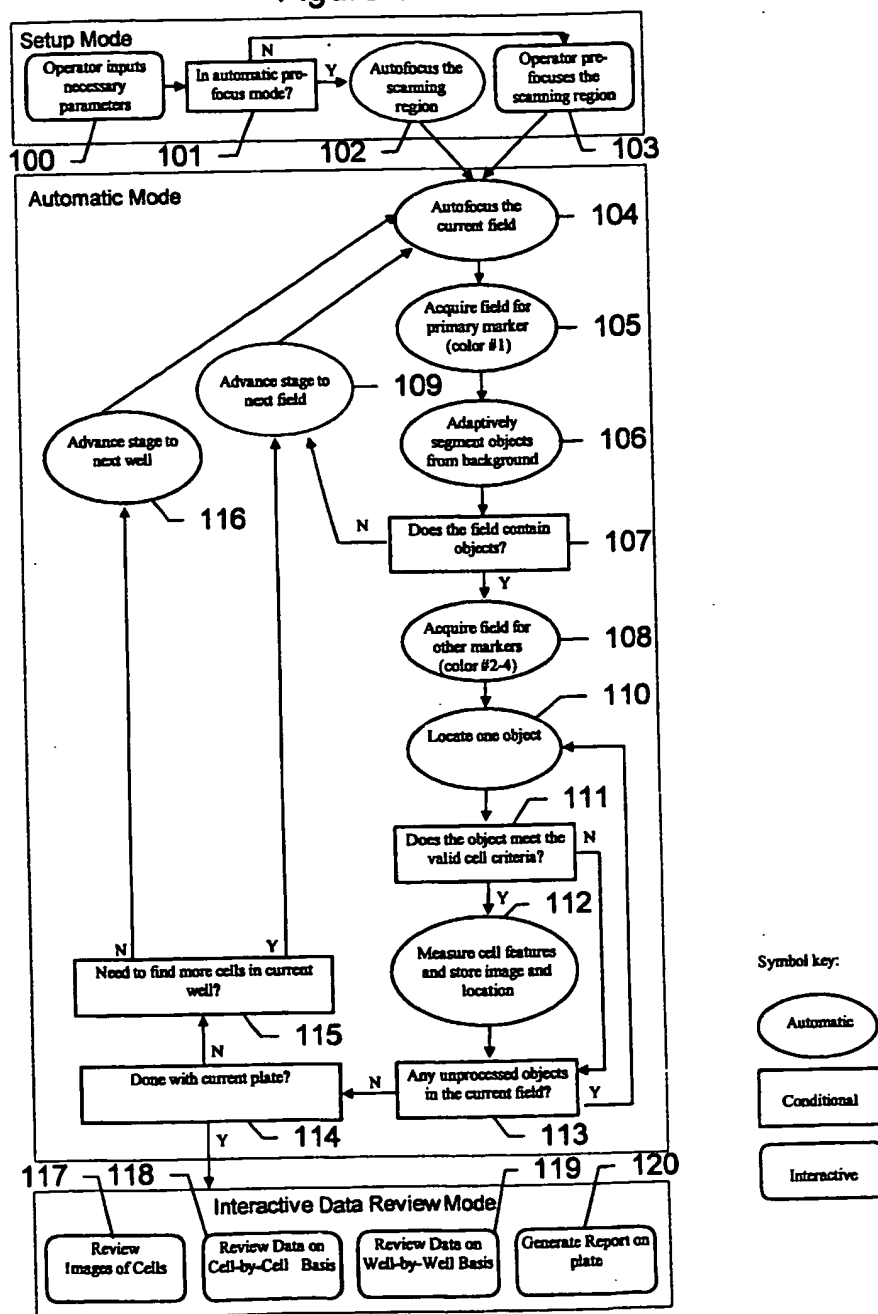 Setup Mode
Operator inputs
necessary
parameters
100
In automatic pre-
focus mode?
101
N
Y
Autofocus the
scanning
region
102
Operator pre-
focuses the
scanning region
103
Automatic Mode
Autofocus the
current field
104
Acquire field for
primary marker
(color #1)
105
Adaptively
segment objects
from background
106
Does the field contain
objects?
107
N
Y
Acquire field for
other markers
(color #2-4)
108
Advance stage to
next field
109
Locate one object
110
Does the object meet the
valid cell criteria?
111
N
Y
Measure cell features
and store image and
location
112
Any unprocessed objects
in the current field?
113
N
Y
Done with current plate?
114
N
Y
Need to find more cells in current
well?
115
N
Y
Advance stage to
next well
116
Interactive Data Review Mode
117
Review
Images of Cells
118
Review Data on
Cell-by-Cell Basis
119
Review Data on
Well-by-Well Basis
120
Generate Report on
plate
Symbol key:
Automatic
Conditional
Interactive